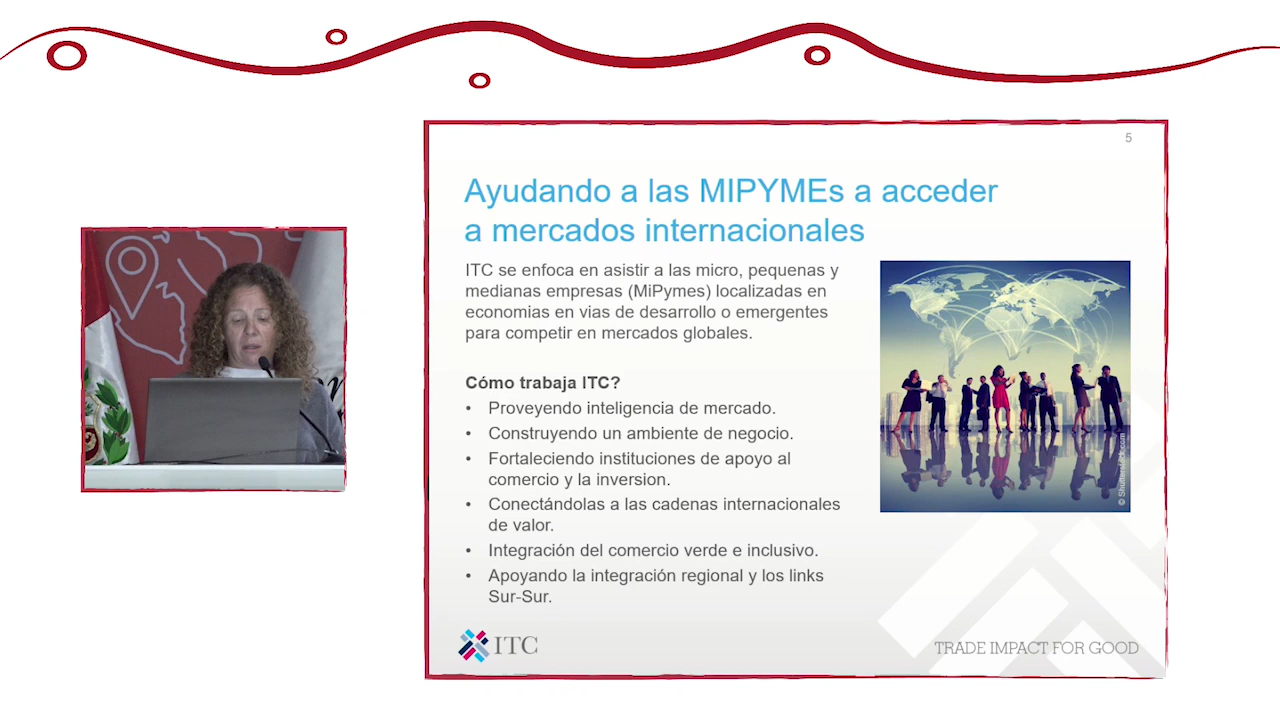 5
Ayudando a las MIPYMEs a acceder
a mercados internacionales
ITC se enfoca en asistir a las micro, pequenas y
medianas empresas (MiPymes) localizadas en
economias en vias de desarrollo o emergentes
para competir en mercados globales.
Cómo trabaja ITC?
• Proveyendo inteligencia de mercado.
• Construyendo un ambiente de negocio.
• Fortaleciendo instituciones de apoyo al
comercio y la inversion.
• Conectándolas a las cadenas internacionales
de valor.
• Integración del comercio verde e inclusivo.
• Apoyando la integración regional y los links
Sur-Sur.
© Shutterstock.com
ITC
TRADE IMPACT FOR GOOD